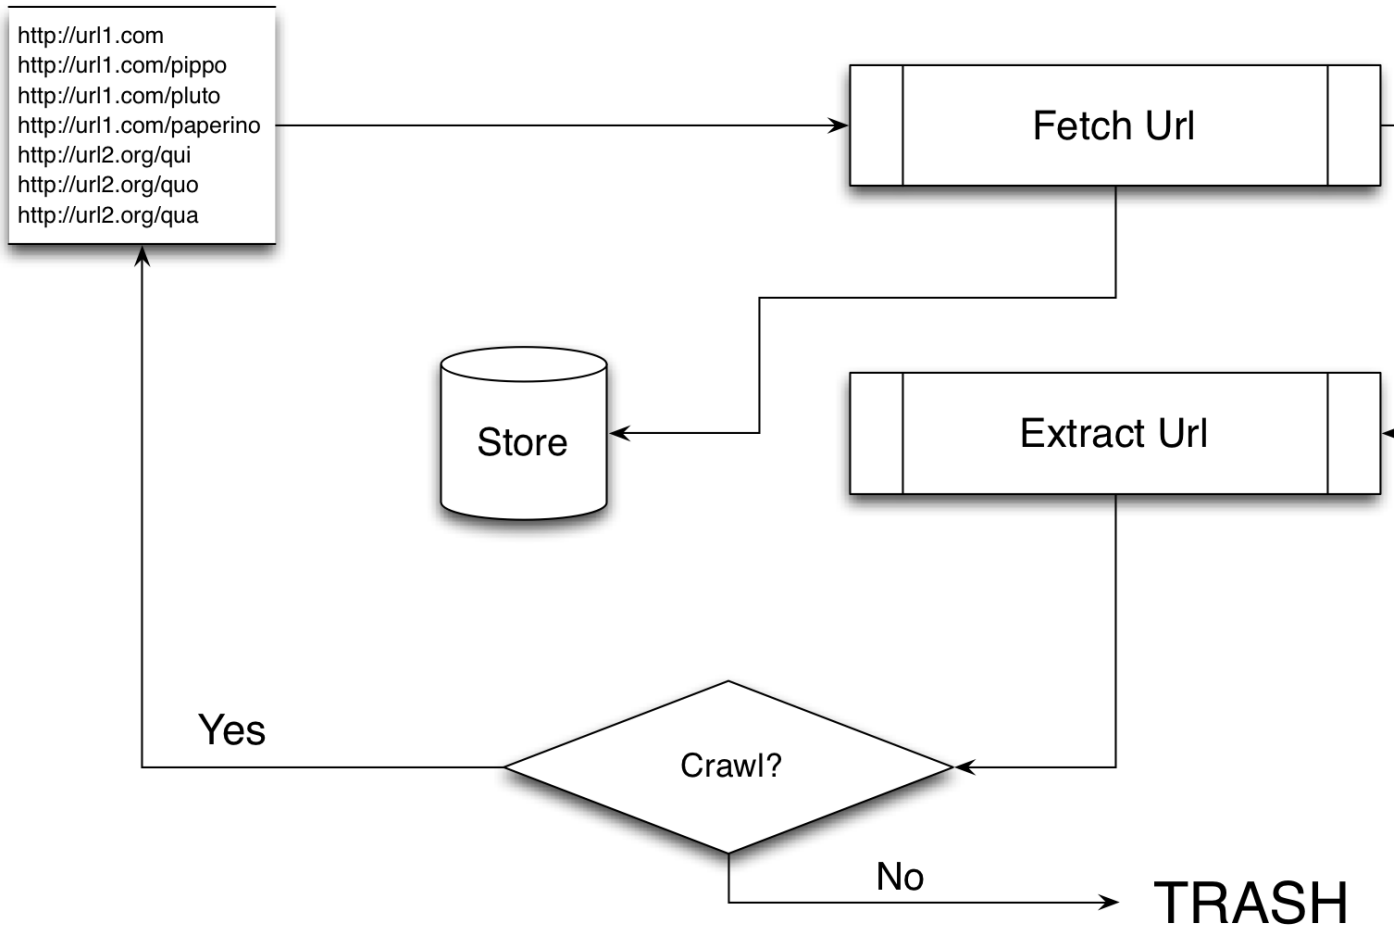 http://url1.com
http://url1.com/pippo
http://url1.com/pluto
http://url1.com/paperino
http://url2.org/qui
http://url2.org/quo
http://url2.org/qua
Fetch Url
Store
Extract Url
Yes
Crawl?
No
TRASH